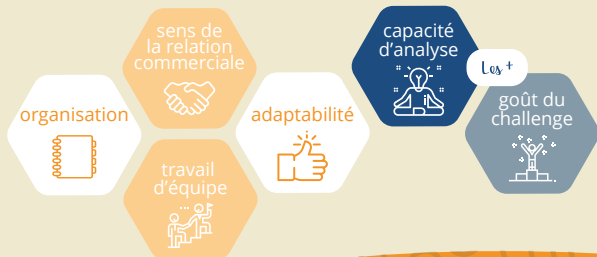 organisation
sens de
la relation
commerciale
travail
d'équipe
adaptabilité
capacité
d'analyse
Les +
goût du
challenge